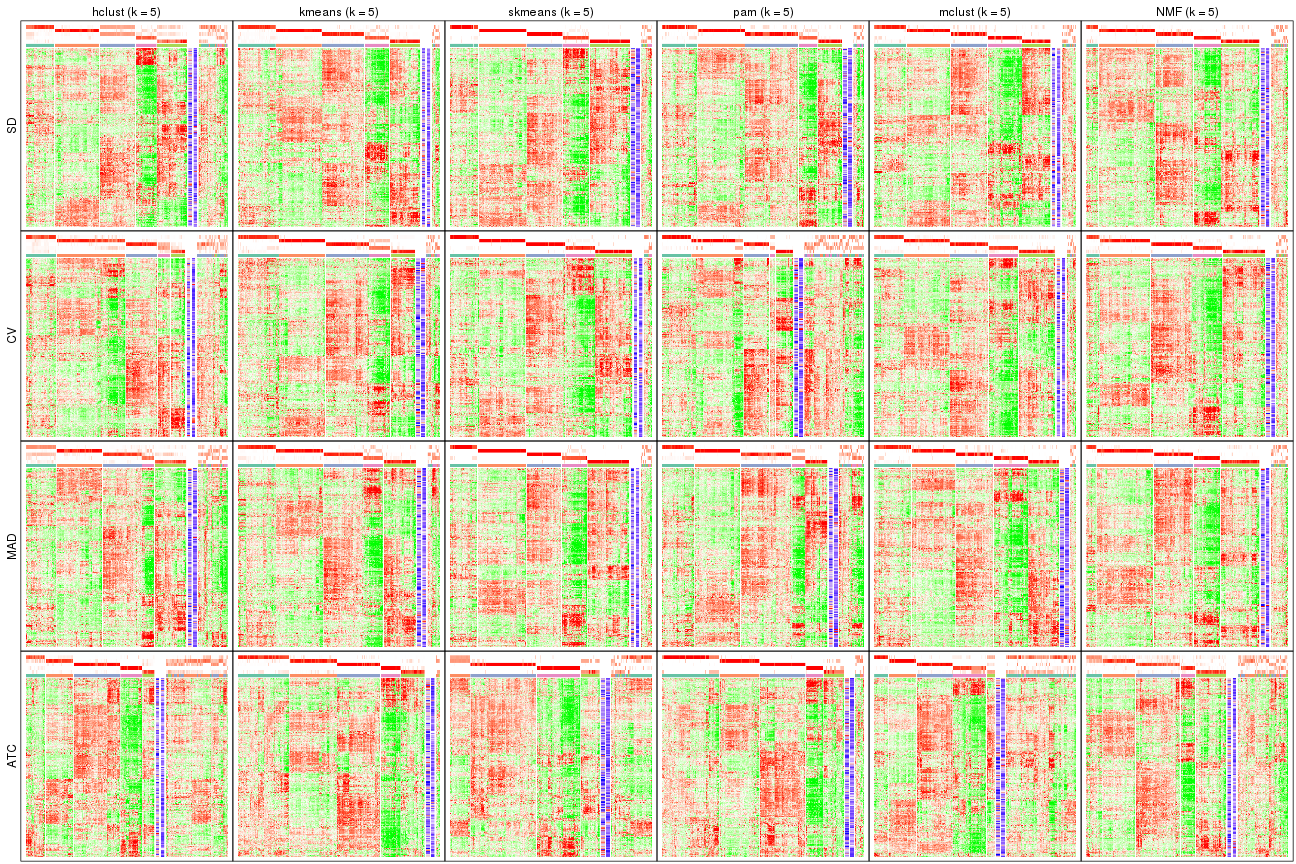 hclust (k = 5) kmeans (k = 5) skmeans (k = 5) pam (k = 5) mclust (k = 5) NMF (k = 5)
SD
CV
MAD
ATC